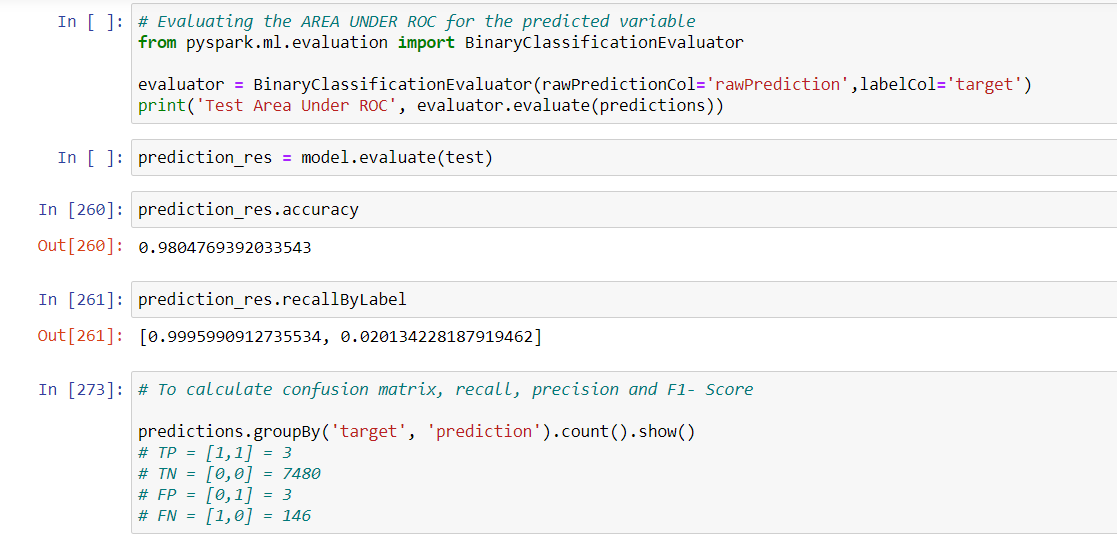 In [ ]: # Evaluating the AREA UNDER ROC for the predicted variable
from pyspark.ml.evaluation import BinaryClassificationEvaluator
evaluator = BinaryClassificationEvaluator(rawPredictionCol='rawPrediction',labelCol='target')
print('Test Area Under ROC', evaluator.evaluate(predictions))
In [ ]: prediction_res = model.evaluate(test)
In [260]: prediction_res.accuracy
Out[260]: 0.9804769392033543
In [261]: prediction_res.recallByLabel
Out[261]: [0.9995990912735534, 0.020134228187919462]
In [273]: # To calculate confusion matrix, recall, precision and F1- Score
predictions.groupBy('target', 'prediction').count().show()
# TP = [1,1] = 3
# TN = [0,0] = 7480
# FP = [0,1] = 3
# FN = [1,0] = 146